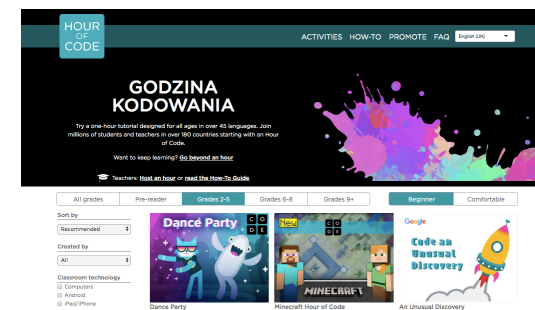 HOUR
OF
CODE
ACTIVITIES HOW-TO PROMOTE FAQ English (UK)
GODZINA
KODOWANIA
Try a one-hour tutorial designed for all ages in over 45 languages. Join
millions of students and teachers in over 180 countries starting with an Hour
of Code.
Want to keep learning? Go beyond an hour
Teachers: Host an hour or read the How-To Guide
All grades Pre-reader Grades 2-5 Grades 6-8 Grades 9+ Beginner Comfortable
Sort by
Recommended
Created by
All
Classroom technology
Computers
Android
iPad/iPhone
Dance Party
C O
D E
Dance Party
New
C O
D E
MINECRAFT
Minecraft Hour of Code
Google
Code an
Unusual
Discovery
An Unusual Discovery